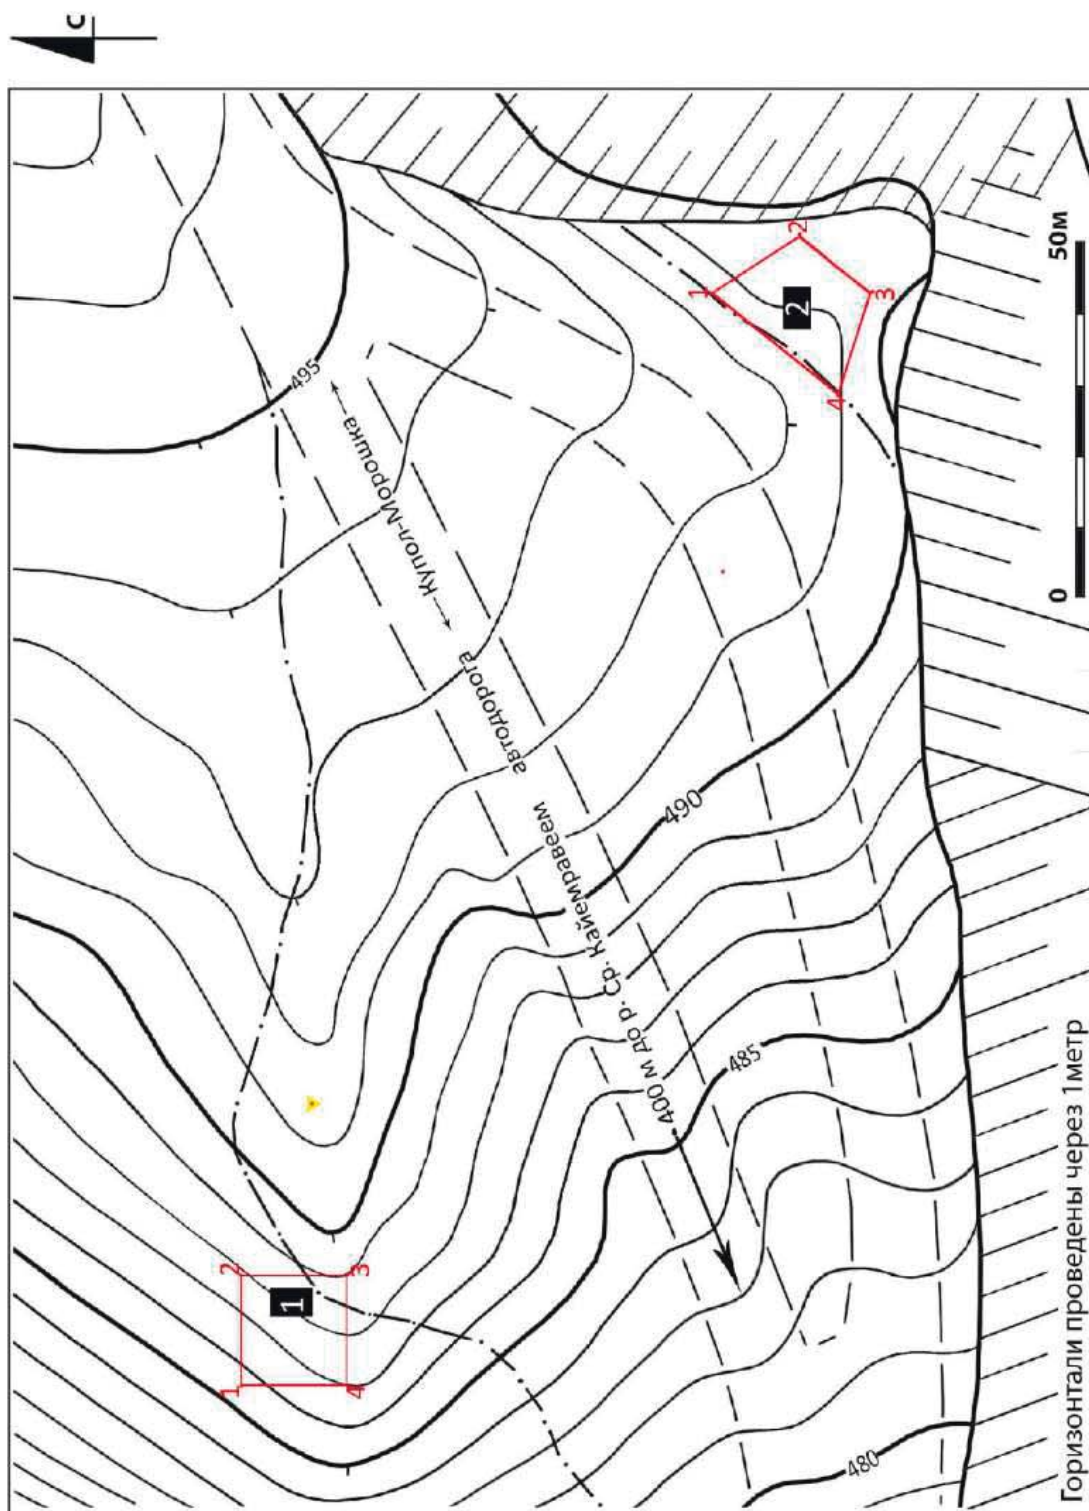 С
495
<--- Купол-Морошка --->
автодорога
490
400 м до р. Ср. Кайемравеем
485
480
1
2
3
4
1
1
2
3
4
2
0
50м
Горизонтали проведены через 1метр